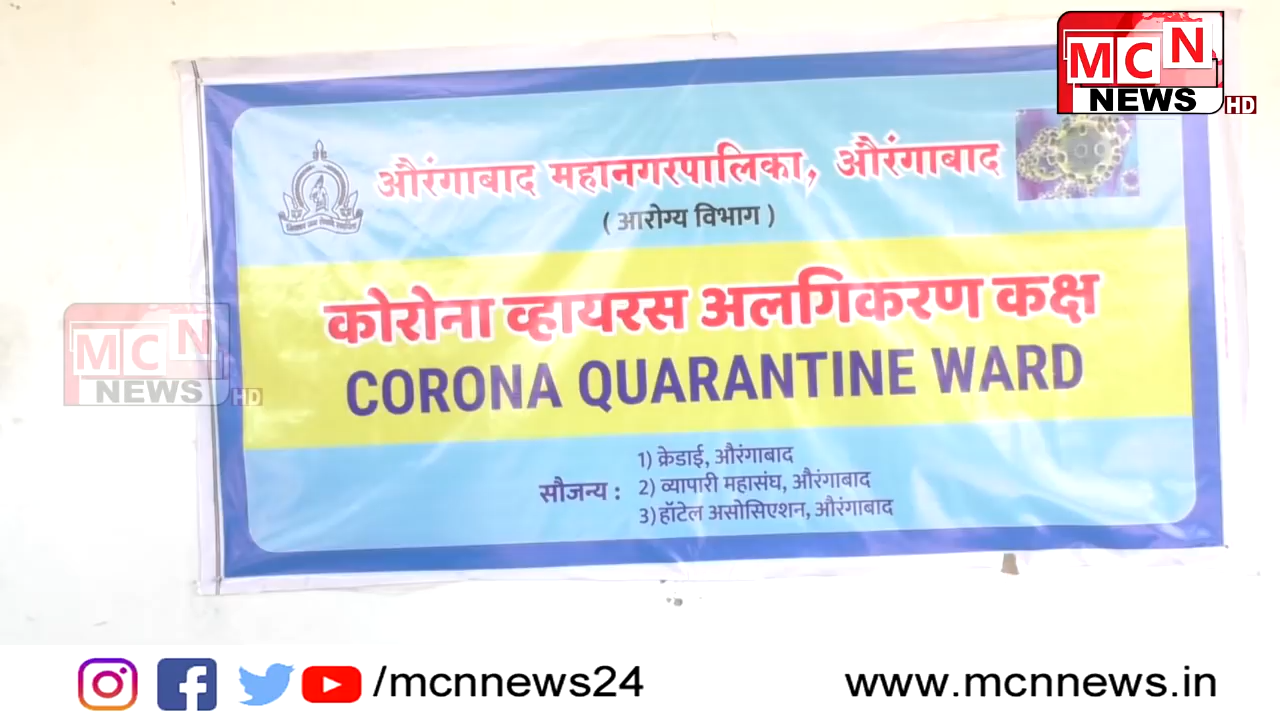 MCN
NEWS HD
औरंगाबाद महानगरपालिका, औरंगाबाद
( आरोग्य विभाग )
कोरोना व्हायरस अलगिकरण कक्ष
CORONA QUARANTINE WARD
MCN
NEWS HD
सौजन्य :
1) क्रेडाई, औरंगाबाद
2) व्यापारी महासंघ, औरंगाबाद
3) हॉटेल असोसिएशन, औरंगाबाद
/mcnnews24
www.mcnnews.in